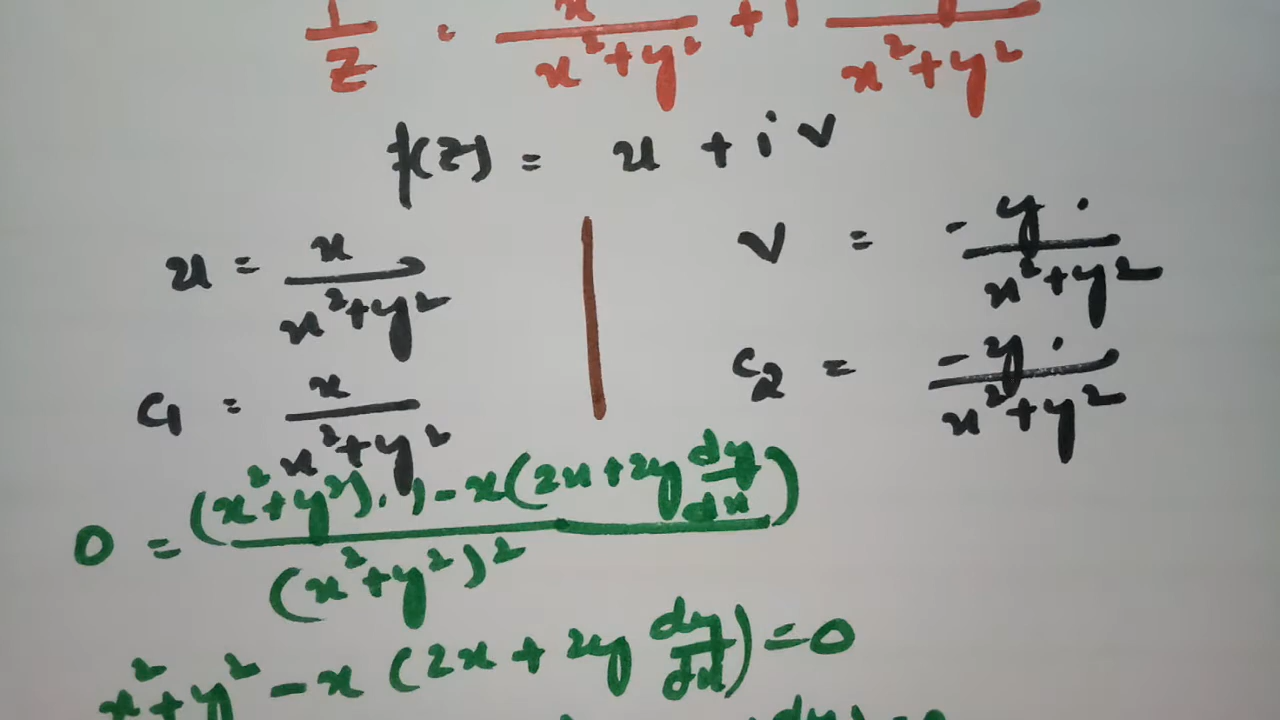 1/z = x/(x²+y²) + i y/(x²+y²)
f(z) = u + i v
u = x/(x²+y²)
v = -y/(x²+y²)
c₁ = x/(x²+y²)
c₂ = -y/(x²+y²)
0 = ((x²+y²).1 - x(2x+2y dy/dx))/(x²+y²)²
x²+y² - x (2x + 2y dy/dx) = 0